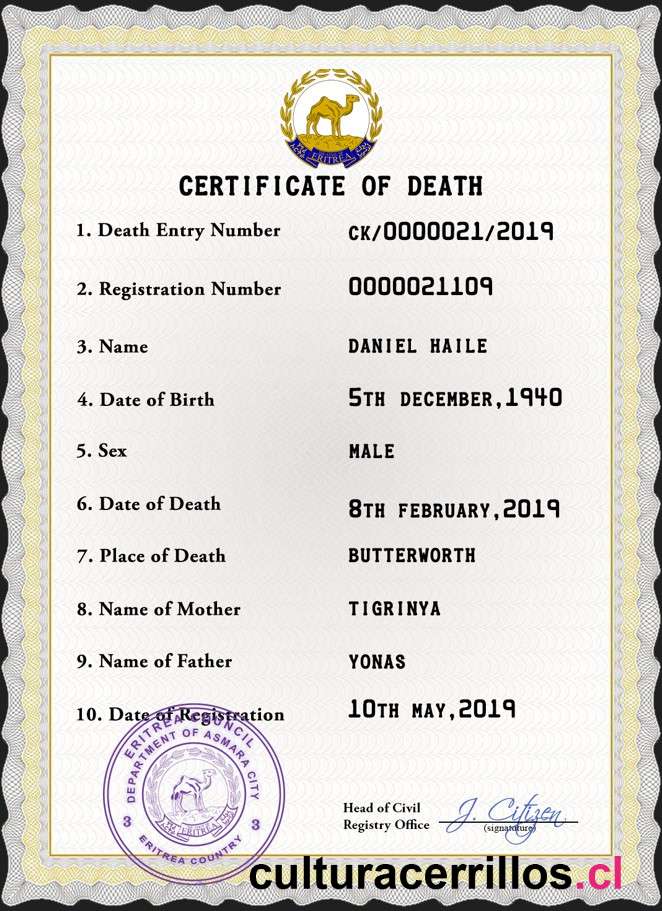 ERITREA
CERTIFICATE OF DEATH
1. Death Entry Number CK/0000021/2019
2. Registration Number 0000021109
3. Name DANIEL HAILE
4. Date of Birth 5TH DECEMBER,1940
5. Sex MALE
6. Date of Death 8TH FEBRUARY,2019
7. Place of Death BUTTERWORTH
8. Name of Mother TIGRINYA
9. Name of Father YONAS
10. Date of Registration 10TH MAY,2019
ERITREA COUNCIL
DEPARTMENT OF ASMARA CITY
3 3
ERITREA
ERITREA COUNTRY
Head of Civil
Registry Office J. Citizen
culturacerrillos.cl